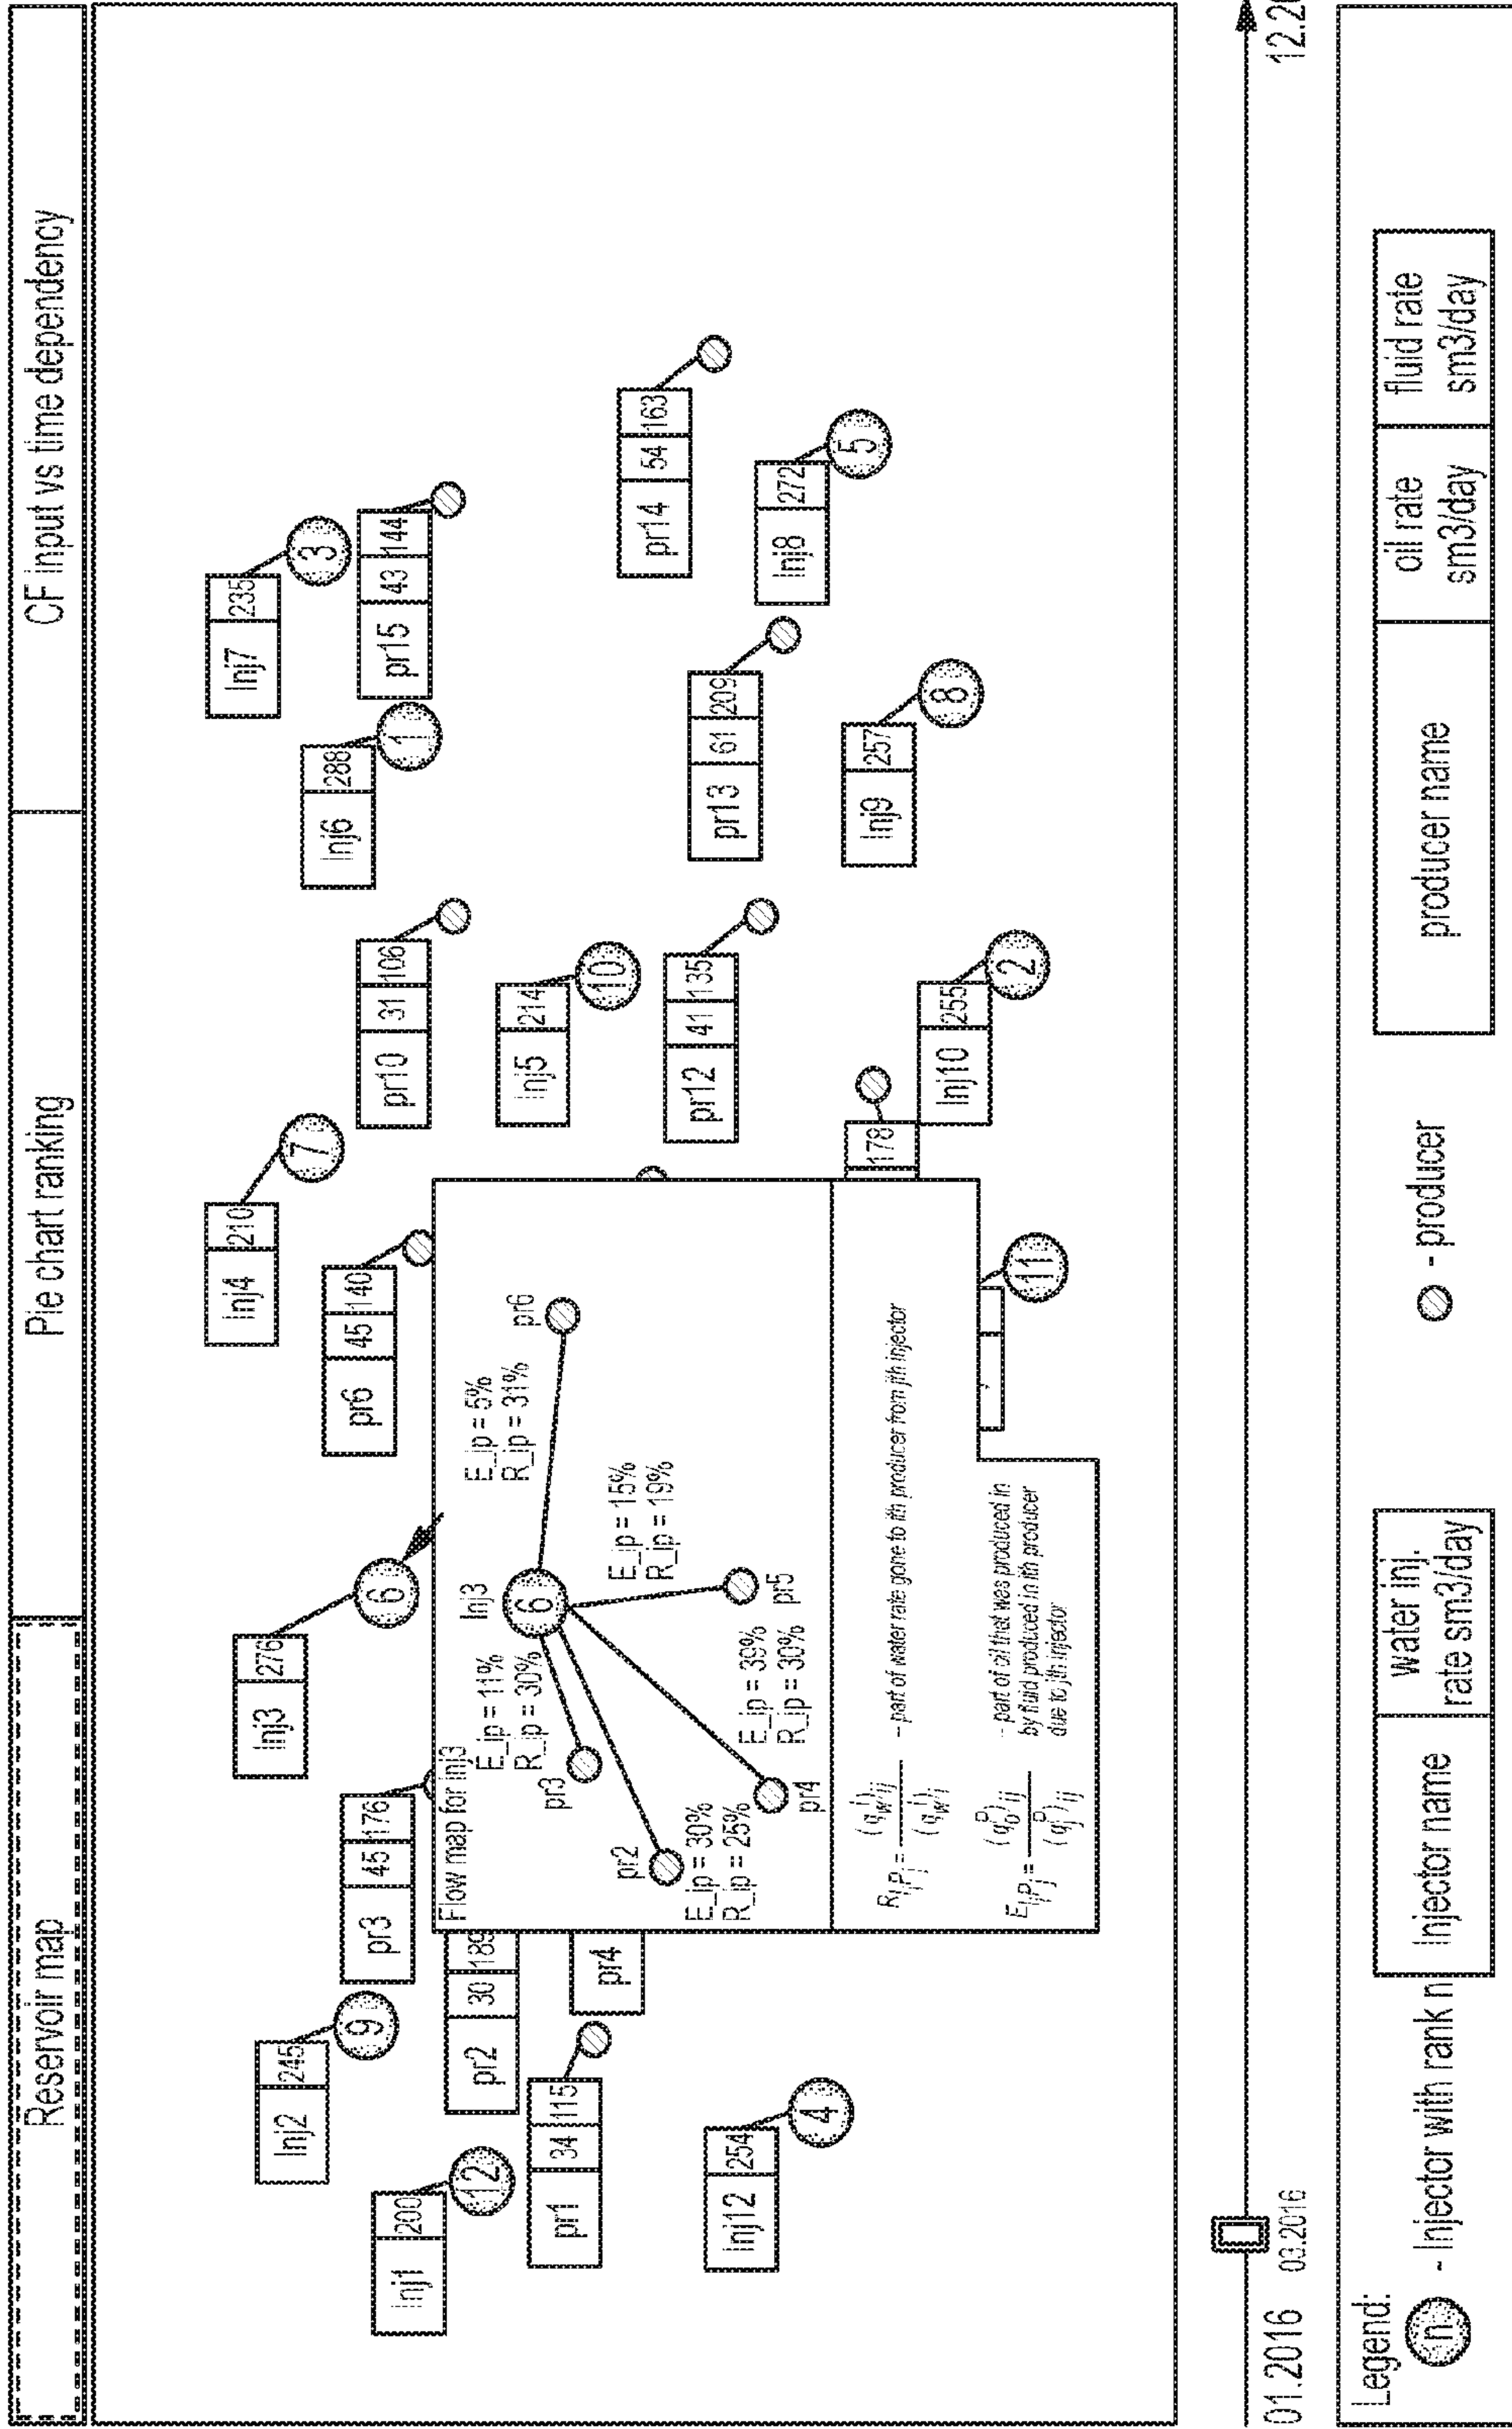 Reservoir map
Pie chart ranking
CF input vs time dependency
Inj1 200
12
Inj2 245
9
pr3 45 176
Inj3 276
6
pr6 45 140
Inj4 210
7
pr10 31 106
Inj5 214
10
Inj6 288
1
Inj7 235
3
pr15 43 144
pr2 30 189
pr1 34 115
pr4
Inj12 254
4
pr12 41 135
pr13 61 209
pr14 54 163
Inj8 272
5
Inj9 257
8
178
Inj10 255
2
11
Flow map for inj3
Inj3
6
E_ip = 11%
R_ip = 30%
pr3
E_ip = 5%
R_ip = 31%
pr6
pr2
E_ip = 30%
R_ip = 25%
E_ip = 15%
R_ip = 19%
pr5
E_ip = 39%
R_ip = 30%
pr4
– part of water rate gone to ith producer from jth injector
- part of oil that was produced in
by fluid produced in ith producer
due to jth injector
01.2016
03.2016
12.20
Legend:
n - Injector with rank n
Injector name
water inj.
rate sm3/day
- producer
producer name
oil rate
sm3/day
fluid rate
sm3/day